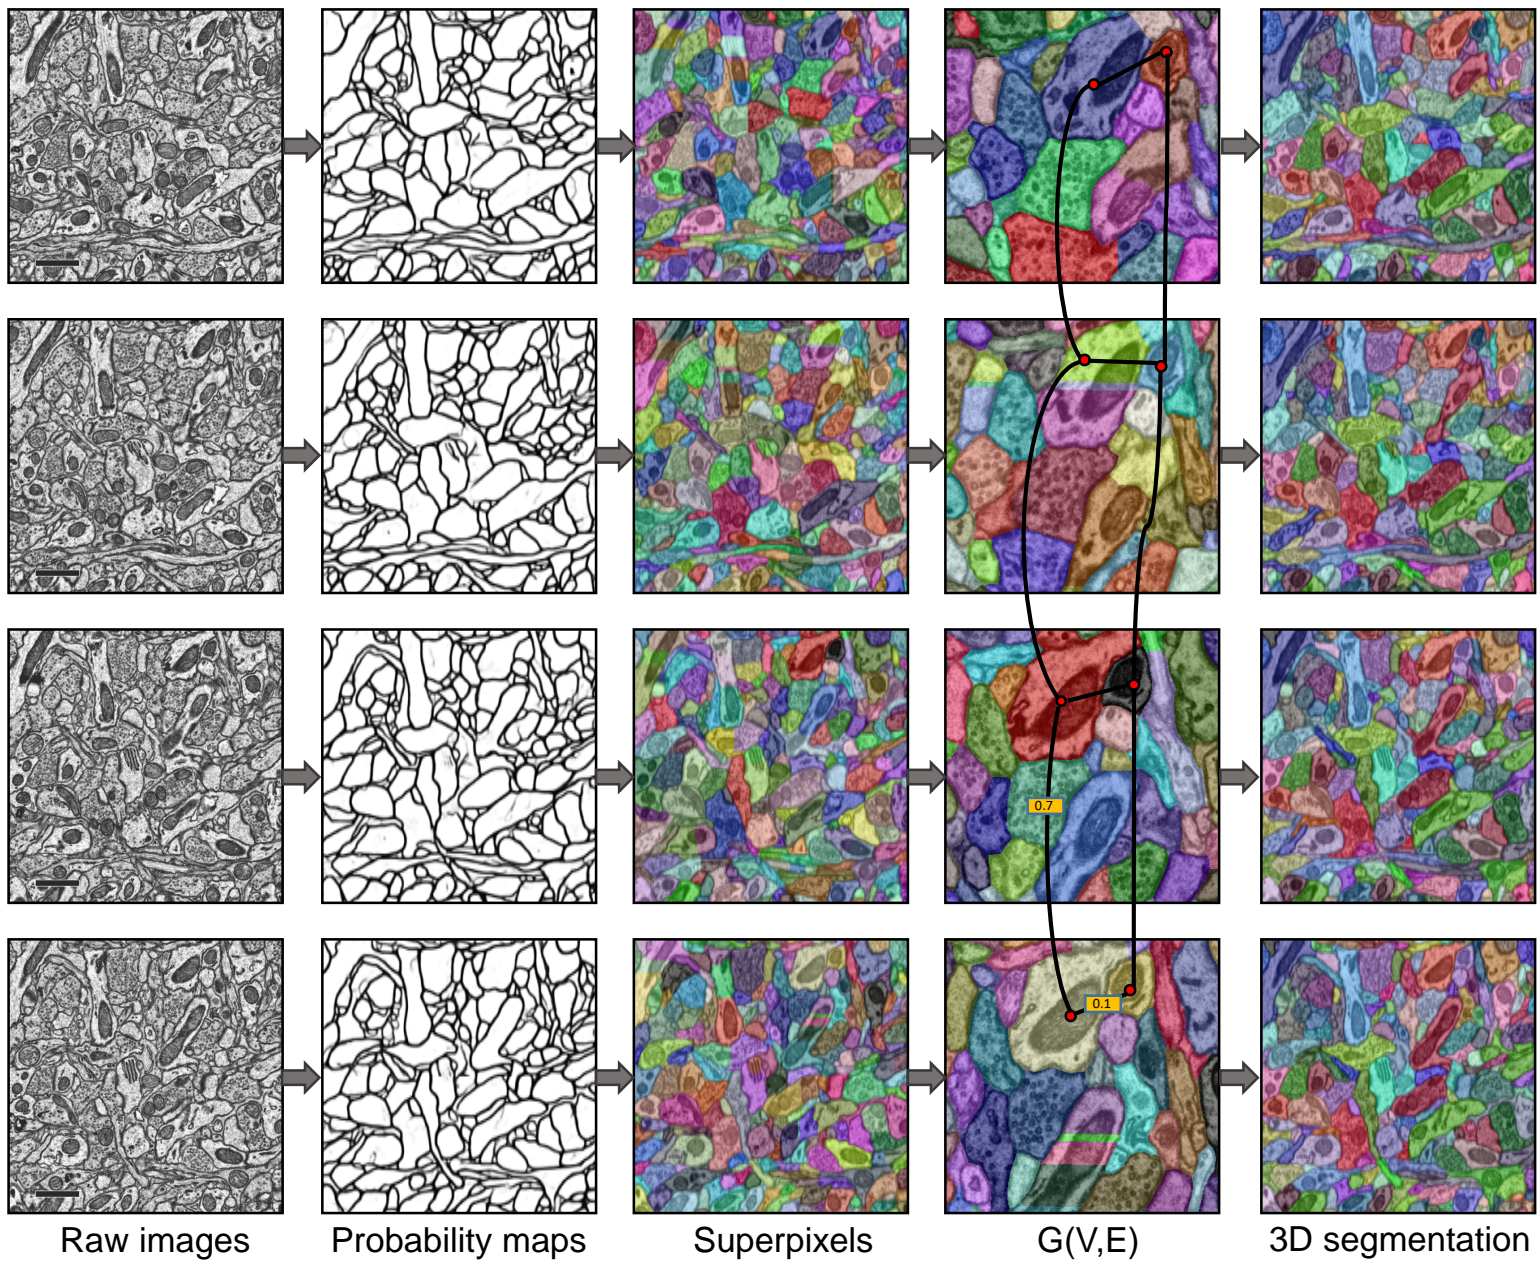 0.7
0.1
Raw images
Probability maps
Superpixels
G(V,E)
3D segmentation